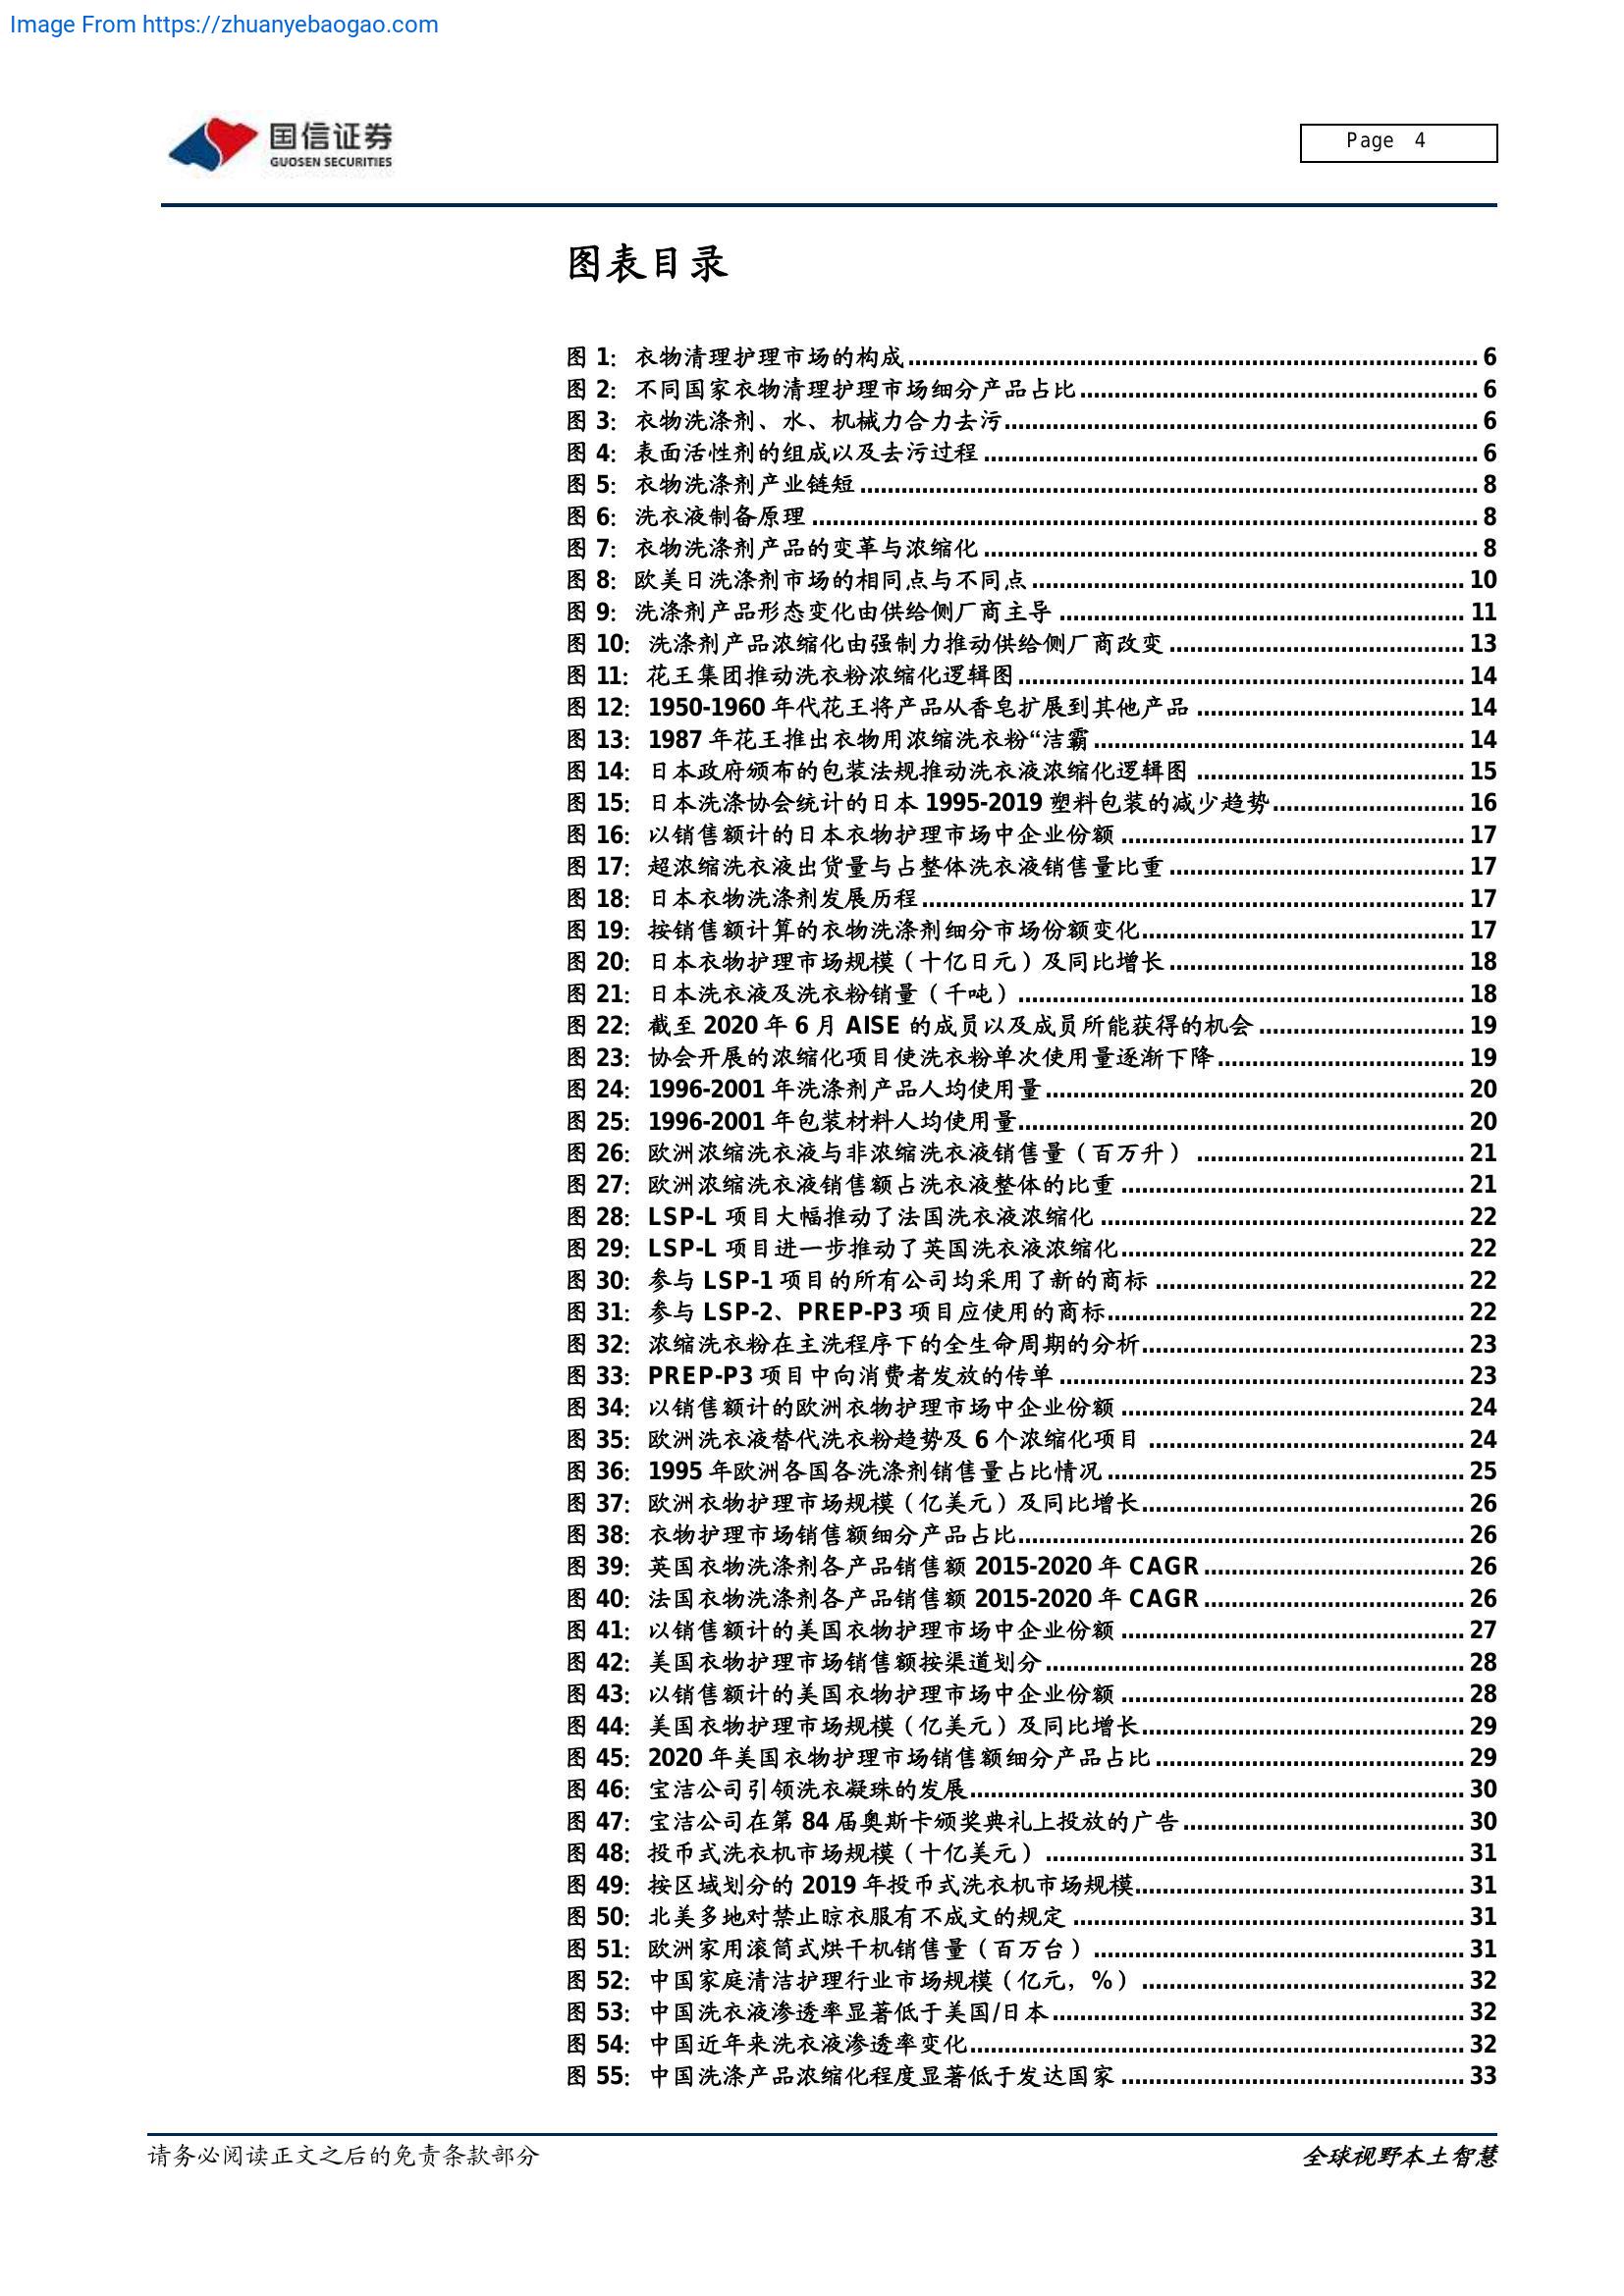 Image From https://zhuanyebaogao.com
国信证券
GUOSEN SECURITIES
Page 4
图表目录
图 1：衣物清理护理市场的构成 6
图 2：不同国家衣物清理护理市场细分产品占比 6
图 3：衣物洗涤剂、水、机械力合力去污 6
图 4：表面活性剂的组成以及去污过程 6
图 5：衣物洗涤剂产业链短 8
图 6：洗衣液制备原理 8
图 7：衣物洗涤剂产品的变革与浓缩化 8
图 8：欧美日洗涤剂市场的相同点与不同点 10
图 9：洗涤剂产品形态变化由供给侧厂商主导 11
图 10：洗涤剂产品浓缩化由强制力推动供给侧厂商改变 13
图 11：花王集团推动洗衣粉浓缩化逻辑图 14
图 12：1950-1960 年代花王将产品从香皂扩展到其他产品 14
图 13：1987 年花王推出衣物用浓缩洗衣粉“洁霸 14
图 14：日本政府颁布的包装法规推动洗衣液浓缩化逻辑图 15
图 15：日本洗涤协会统计的日本 1995-2019 塑料包装的减少趋势 16
图 16：以销售额计的日本衣物护理市场中企业份额 17
图 17：超浓缩洗衣液出货量与占整体洗衣液销售量比重 17
图 18：日本衣物洗涤剂发展历程 17
图 19：按销售额计算的衣物洗涤剂细分市场份额变化 17
图 20：日本衣物护理市场规模（十亿日元）及同比增长 18
图 21：日本洗衣液及洗衣粉销量（千吨） 18
图 22：截至 2020 年 6 月 AISE 的成员以及成员所能获得的机会 19
图 23：协会开展的浓缩化项目使洗衣粉单次使用量逐渐下降 19
图 24：1996-2001 年洗涤剂产品人均使用量 20
图 25：1996-2001 年包装材料人均使用量 20
图 26：欧洲浓缩洗衣液与非浓缩洗衣液销售量（百万升） 21
图 27：欧洲浓缩洗衣液销售额占洗衣液整体的比重 21
图 28：LSP-L 项目大幅推动了法国洗衣液浓缩化 22
图 29：LSP-L 项目进一步推动了英国洗衣液浓缩化 22
图 30：参与 LSP-1 项目的所有公司均采用了新的商标 22
图 31：参与 LSP-2、PREP-P3 项目应使用的商标 22
图 32：浓缩洗衣粉在主洗程序下的全生命周期的分析 23
图 33：PREP-P3 项目中向消费者发放的传单 23
图 34：以销售额计的欧洲衣物护理市场中企业份额 24
图 35：欧洲洗衣液替代洗衣粉趋势及 6 个浓缩化项目 24
图 36：1995 年欧洲各国各洗涤剂销售量占比情况 25
图 37：欧洲衣物护理市场规模（亿美元）及同比增长 26
图 38：衣物护理市场销售额细分产品占比 26
图 39：英国衣物洗涤剂各产品销售额 2015-2020 年 CAGR 26
图 40：法国衣物洗涤剂各产品销售额 2015-2020 年 CAGR 26
图 41：以销售额计的美国衣物护理市场中企业份额 27
图 42：美国衣物护理市场销售额按渠道划分 28
图 43：以销售额计的美国衣物护理市场中企业份额 28
图 44：美国衣物护理市场规模（亿美元）及同比增长 29
图 45：2020 年美国衣物护理市场销售额细分产品占比 29
图 46：宝洁公司引领洗衣凝珠的发展 30
图 47：宝洁公司在第 84 届奥斯卡颁奖典礼上投放的广告 30
图 48：投币式洗衣机市场规模（十亿美元） 31
图 49：按区域划分的 2019 年投币式洗衣机市场规模 31
图 50：北美多地对禁止晾衣服有不成文的规定 31
图 51：欧洲家用滚筒式烘干机销售量（百万台） 31
图 52：中国家庭清洁护理行业市场规模（亿元，%） 32
图 53：中国洗衣液渗透率显著低于美国/日本 32
图 54：中国近年来洗衣液渗透率变化 32
图 55：中国洗涤产品浓缩化程度显著低于发达国家 33
请务必阅读正文之后的免责条款部分
全球视野本土智慧